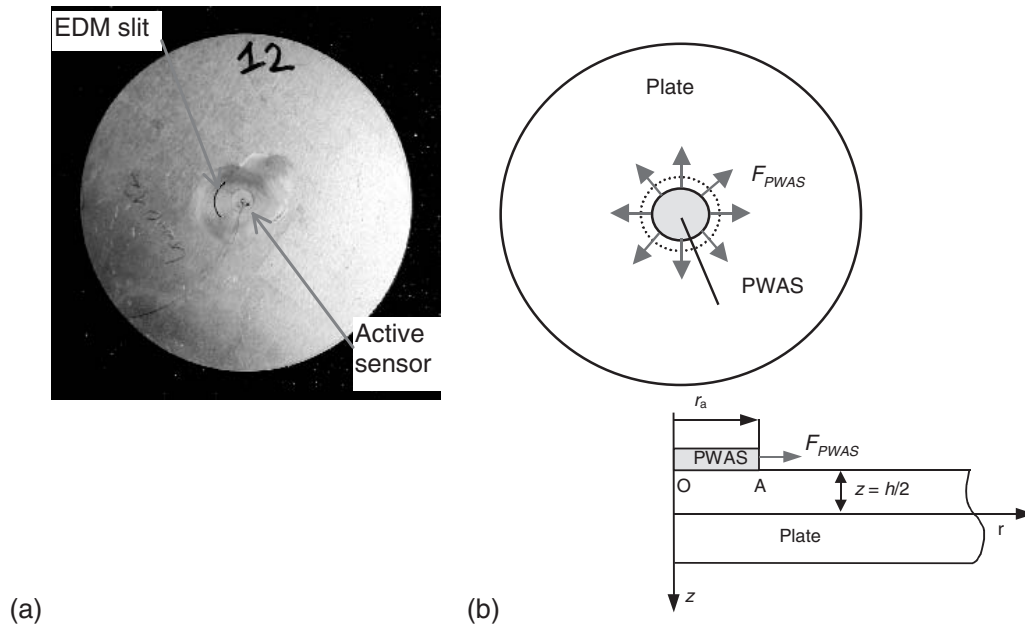 EDM slit
12
Active
sensor
(a)
Plate
F_PWAS
PWAS
r_a
PWAS
F_PWAS
O
A
z = h/2
r
Plate
z
(b)